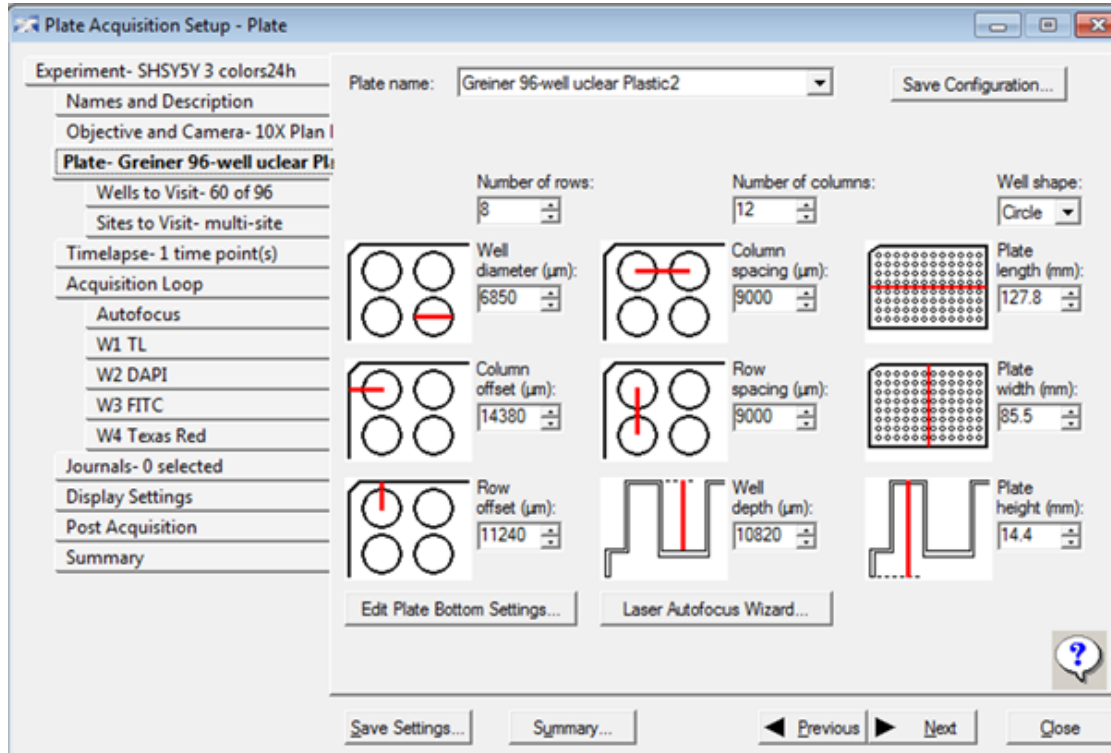 Plate Acquisition Setup - Plate
Experiment- SHSY5Y 3 colors24h
Names and Description
Objective and Camera- 10X Plan
Plate- Greiner 96-well uclear
Wells to Visit- 60 of 96
Sites to Visit- multi-site
Timelapse- 1 time point(s)
Acquisition Loop
Autofocus
W1 TL
W2 DAPI
W3 FITC
W4 Texas Red
Journals- 0 selected
Display Settings
Post Acquisition
Summary
Plate name: Greiner 96-well uclear Plastic2
Save Configuration...
Number of rows:
8
Number of columns:
12
Well shape:
Circle
Well
diameter (µm):
6850
Column
spacing (µm):
9000
Plate
length (mm):
127.8
Column
offset (µm):
14380
Row
spacing (µm):
9000
Plate
width (mm):
85.5
Row
offset (µm):
11240
Well
depth (µm):
10820
Plate
height (mm):
14.4
Edit Plate Bottom Settings...
Laser Autofocus Wizard...
?
Save Settings...
Summary...
Previous
Next
Close